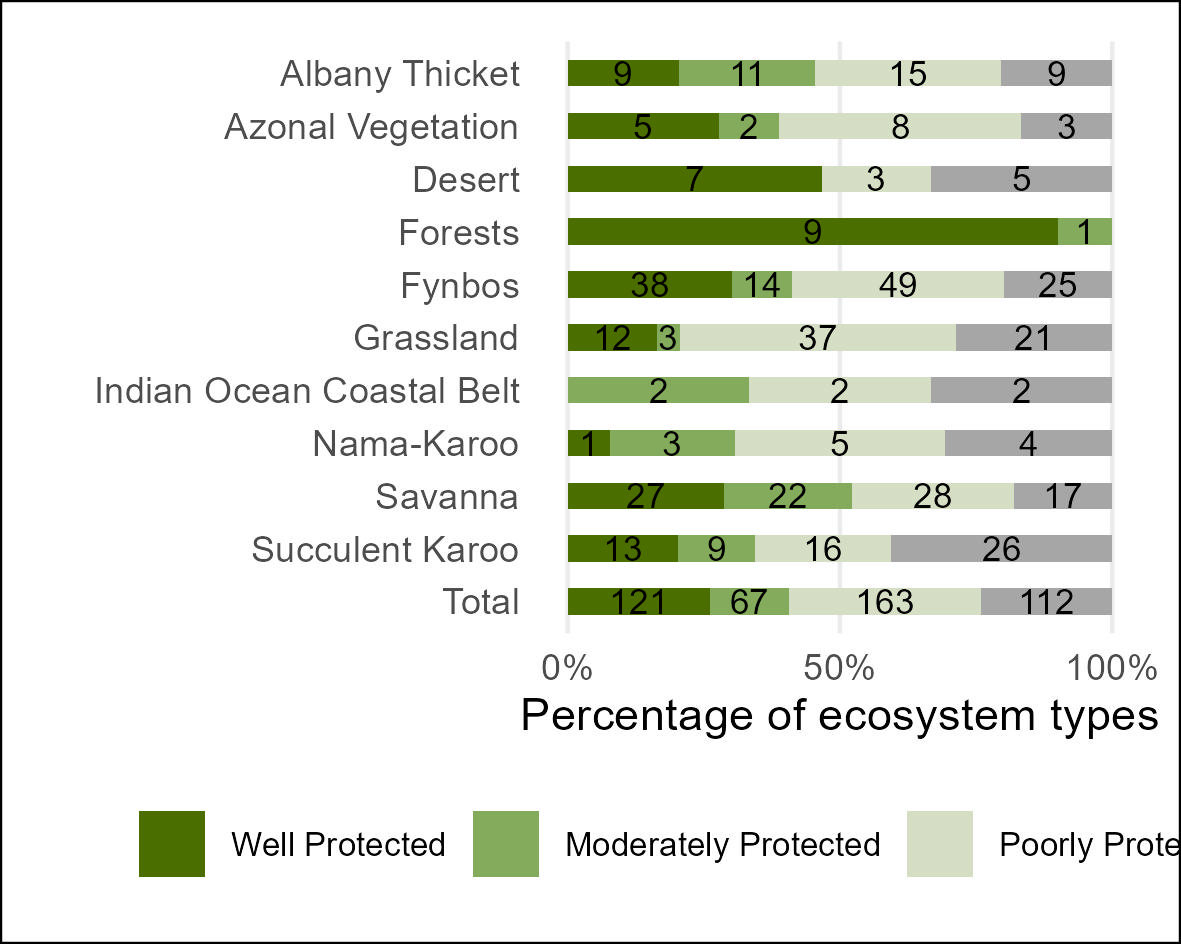 Albany Thicket 9 11 15 9
Azonal Vegetation 5 2 8 3
Desert 7 3 5
Forests 9 1
Fynbos 38 14 49 25
Grassland 12 3 37 21
Indian Ocean Coastal Belt 2 2 2
Nama-Karoo 1 3 5 4
Savanna 27 22 28 17
Succulent Karoo 13 9 16 26
Total 121 67 163 112
0% 50% 100%
Percentage of ecosystem types
Well Protected Moderately Protected Poorly Prote